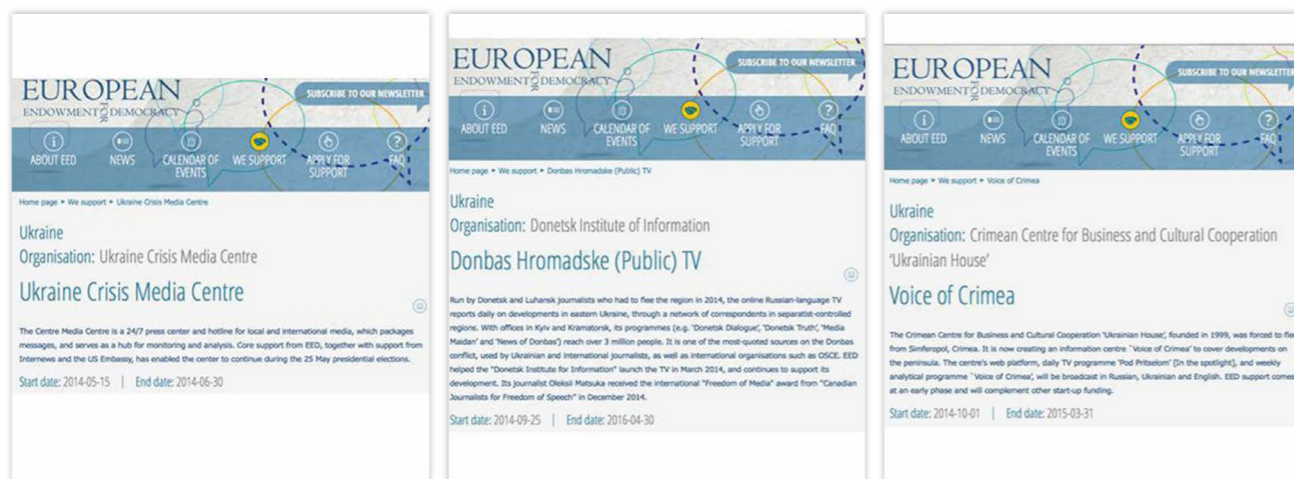 EUROPEAN
ENDOWMENT FOR DEMOCRACY
SUBSCRIBE TO OUR NEWSLETTER
ABOUT EED
NEWS
CALENDAR OF
EVENTS
WE SUPPORT
APPLY FOR
SUPPORT
FAQ
Home page ▸ We support ▸ Ukraine Crisis Media Centre
Ukraine
Organisation: Ukraine Crisis Media Centre
Ukraine Crisis Media Centre
The Centre Media Centre is a 24/7 press center and hotline for local and international media, which packages
messages, and serves as a hub for monitoring and analysis. Core support from EED, together with support from
Internews and the US Embassy, has enabled the center to continue during the 25 May presidential elections.
Start date: 2014-05-15 | End date: 2014-06-30
EUROPEAN
ENDOWMENT FOR DEMOCRACY
SUBSCRIBE TO OUR NEWSLETTER
ABOUT EED
NEWS
CALENDAR OF
EVENTS
WE SUPPORT
APPLY FOR
SUPPORT
FAQ
Home page ▸ We support ▸ Donbas Hromadske (Public) TV
Ukraine
Organisation: Donetsk Institute of Information
Donbas Hromadske (Public) TV
Run by Donetsk and Luhansk journalists who had to flee the region in 2014, the online Russian-language TV
reports daily on developments in eastern Ukraine, through a network of correspondents in separatist-controlled
regions. With offices in Kyiv and Kramatorsk, its programmes (e.g. 'Donetsk Dialogue', 'Donetsk Truth', 'Media
Maidan' and 'News of Donbas') reach over 3 million people. It is one of the most-quoted sources on the Donbas
conflict, used by Ukrainian and international journalists, as well as international organisations such as OSCE. EED
helped the "Donetsk Institute for Information" launch the TV in March 2014, and continues to support its
development. Its journalist Oleksii Matsuka received the international "Freedom of Media" award from "Canadian
Journalists for Freedom of Speech" in December 2014.
Start date: 2014-09-25 | End date: 2016-04-30
EUROPEAN
ENDOWMENT FOR DEMOCRACY
SUBSCRIBE TO OUR NEWSLETTER
ABOUT EED
NEWS
CALENDAR OF
EVENTS
WE SUPPORT
APPLY FOR
SUPPORT
FAQ
Home page ▸ We support ▸ Voice of Crimea
Ukraine
Organisation: Crimean Centre for Business and Cultural Cooperation
'Ukrainian House'
Voice of Crimea
The Crimean Centre for Business and Cultural Cooperation 'Ukrainian House', founded in 1999, was forced to flee
from Simferopol, Crimea. It is now creating an information centre `Voice of Crimea' to cover developments on
the peninsula. The centre's web platform, daily TV programme 'Pod Pritselom' [In the spotlight], and weekly
analytical programme `Voice of Crimea', will be broadcast in Russian, Ukrainian and English. EED support comes
at an early phase and will complement other start-up funding.
Start date: 2014-10-01 | End date: 2015-03-31